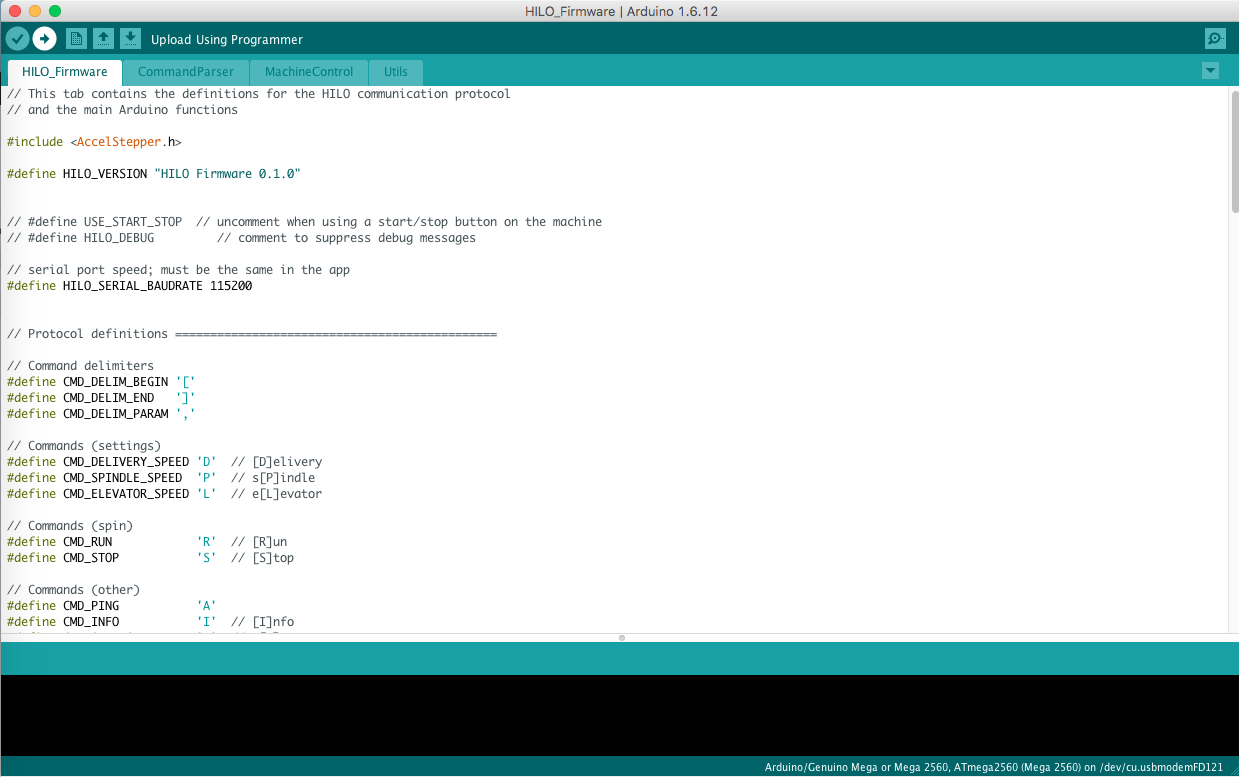 HILO_Firmware | Arduino 1.6.12
Upload Using Programmer
HILO_Firmware CommandParser MachineControl Utils
// This tab contains the definitions for the HILO communication protocol
// and the main Arduino functions
#include <AccelStepper.h>
#define HILO_VERSION "HILO Firmware 0.1.0"
// #define USE_START_STOP  // uncomment when using a start/stop button on the machine
// #define HILO_DEBUG         // comment to suppress debug messages
// serial port speed; must be the same in the app
#define HILO_SERIAL_BAUDRATE 115200
// Protocol definitions ==============================================
// Command delimiters
#define CMD_DELIM_BEGIN '['
#define CMD_DELIM_END   ']'
#define CMD_DELIM_PARAM ','
// Commands (settings)
#define CMD_DELIVERY_SPEED 'D'  // [D]elivery
#define CMD_SPINDLE_SPEED  'P'  // s[P]indle
#define CMD_ELEVATOR_SPEED 'L'  // e[L]evator
// Commands (spin)
#define CMD_RUN            'R'  // [R]un
#define CMD_STOP           'S'  // [S]top
// Commands (other)
#define CMD_PING           'A'
#define CMD_INFO           'I'  // [I]nfo
Arduino/Genuino Mega or Mega 2560, ATmega2560 (Mega 2560) on /dev/cu.usbmodemFD121